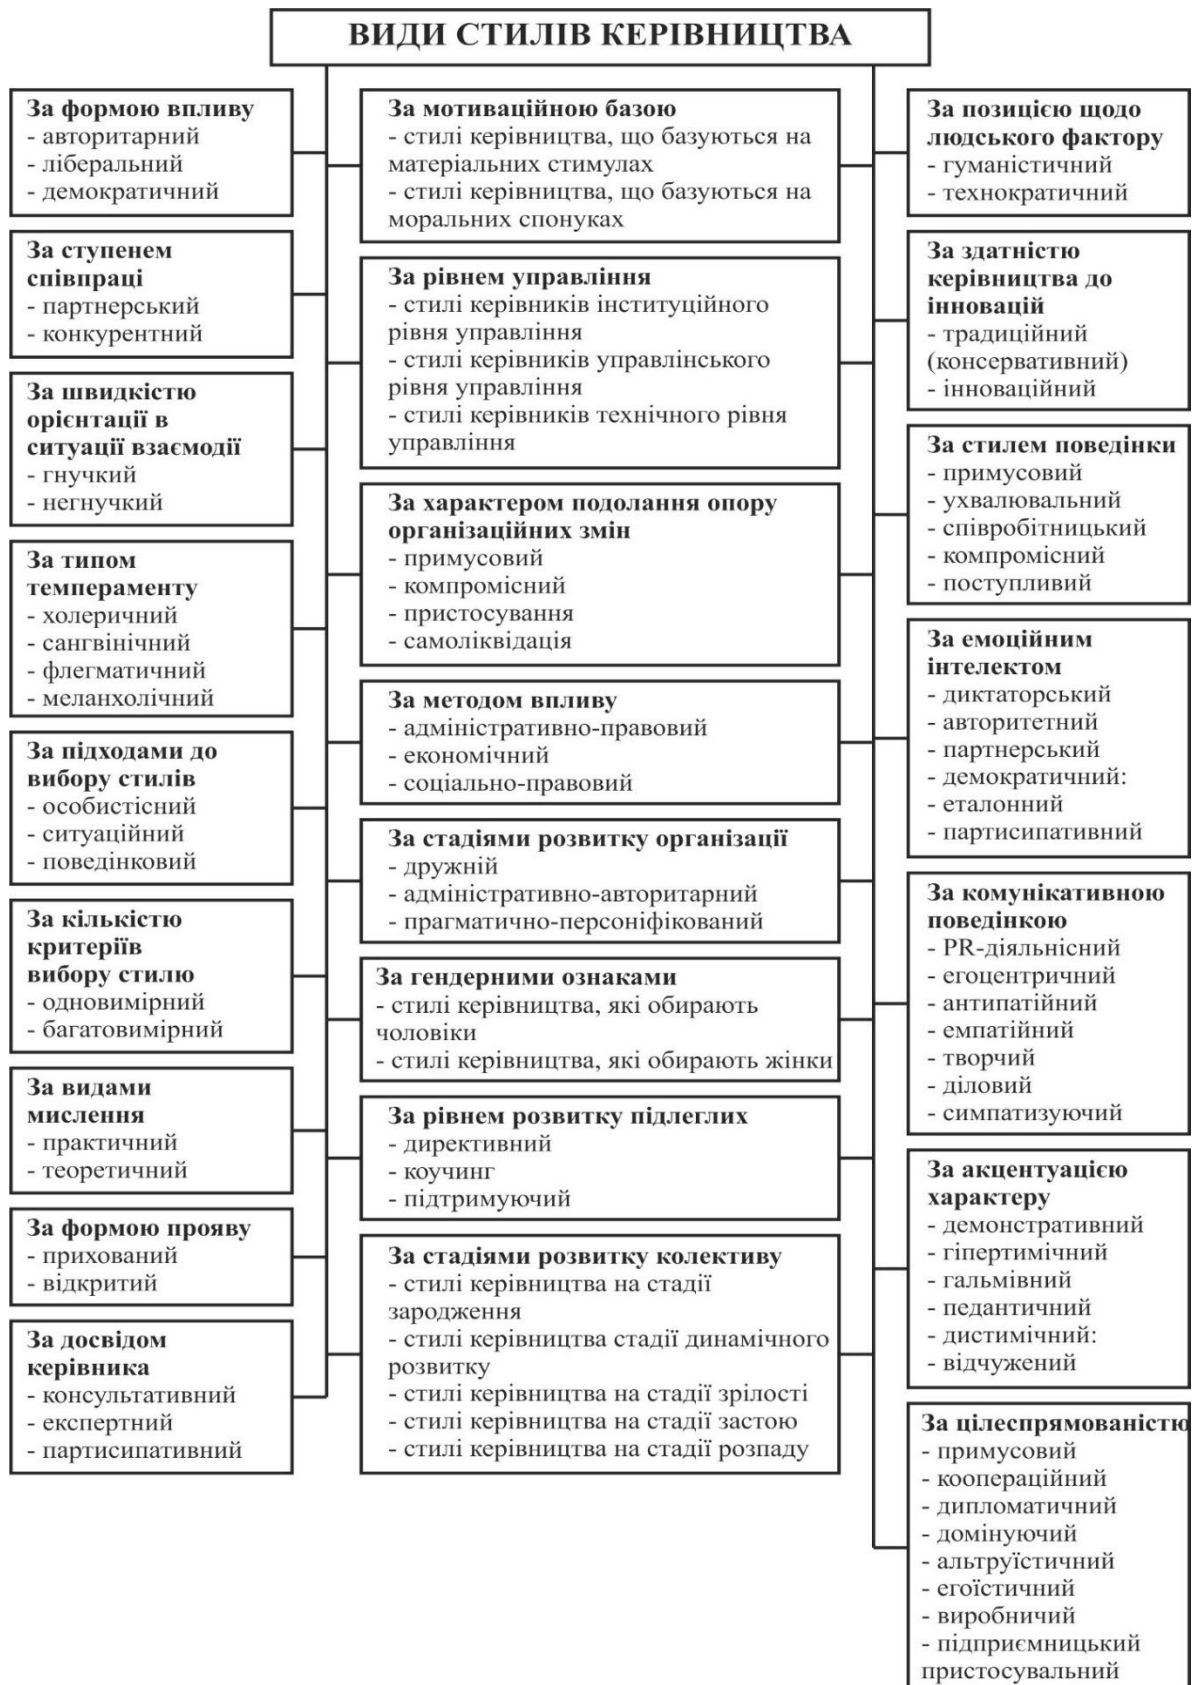 ВИДИ СТИЛІВ КЕРІВНИЦТВА
За формою впливу
- авторитарний
- ліберальний
- демократичний
За ступенем
співпраці
- партнерський
- конкурентний
За швидкістю
орієнтації в
ситуації взаємодії
- гнучкий
- негнучкий
За типом
темпераменту
- холеричний
- сангвінічний
- флегматичний
- меланхолічний
За підходами до
вибору стилів
- особистісний
- ситуаційний
- поведінковий
За кількістю
критеріїв
вибору стилю
- одновимірний
- багатовимірний
За видами
мислення
- практичний
- теоретичний
За формою прояву
- прихований
- відкритий
За досвідом
керівника
- консультативний
- експертний
- партисипативний
За мотиваційною базою
- стилі керівництва, що базуються на
матеріальних стимулах
- стилі керівництва, що базуються на
моральних спонуках
За рівнем управління
- стилі керівників інституційного
рівня управління
- стилі керівників управлінського
рівня управління
- стилі керівників технічного рівня
управління
За характером подолання опору
організаційних змін
- примусовий
- компромісний
- пристосування
- самоліквідація
За методом впливу
- адміністративно-правовий
- економічний
- соціально-правовий
За стадіями розвитку організації
- дружній
- адміністративно-авторитарний
- прагматично-персоніфікований
За гендерними ознаками
- стилі керівництва, які обирають
чоловіки
- стилі керівництва, які обирають жінки
За рівнем розвитку підлеглих
- директивний
- коучинг
- підтримуючий
За стадіями розвитку колективу
- стилі керівництва на стадії
зародження
- стилі керівництва стадії динамічного
розвитку
- стилі керівництва на стадії зрілості
- стилі керівництва на стадії застою
- стилі керівництва на стадії розпаду
За позицією щодо
людського фактору
- гуманістичний
- технократичний
За здатністю
керівництва до
інновацій
- традиційний
(консервативний)
- інноваційний
За стилем поведінки
- примусовий
- ухвалювальний
- співробітницький
- компромісний
- поступливий
За емоційним
інтелектом
- диктаторський
- авторитетний
- партнерський
- демократичний:
- еталонний
- партисипативний
За комунікативною
поведінкою
- PR-діяльнісний
- егоцентричний
- антипатійний
- емпатійний
- творчий
- діловий
- симпатизуючий
За акцентуацією
характеру
- демонстративний
- гіпертимічний
- гальмівний
- педантичний
- дистимічний:
- відчужений
За цілеспрямованістю
- примусовий
- коопераційний
- дипломатичний
- домінуючий
- альтруїстичний
- егоїстичний
- виробничий
- підприємницький
пристосувальний